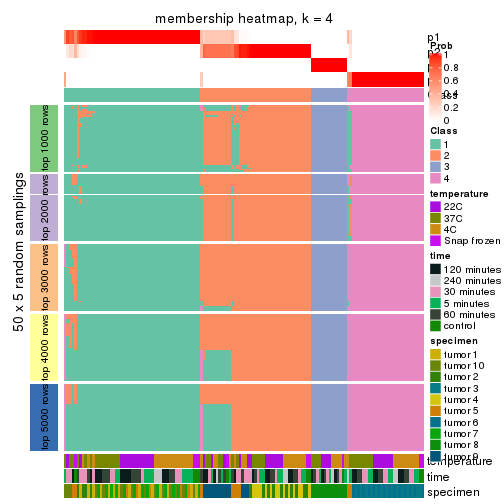 membership heatmap, k = 4
p1
p2
Prob
1
0.8
0.6
0.4
0.2
0
Class
1
2
3
4
temperature
22C
37C
4C
Snap frozen
time
120 minutes
240 minutes
30 minutes
5 minutes
60 minutes
control
specimen
tumor 1
tumor 10
tumor 2
tumor 3
tumor 4
tumor 5
tumor 6
tumor 7
tumor 8
tumor 9
50 x 5 random samplings
top 1000 rows
top 2000 rows
top 3000 rows
top 4000 rows
top 5000 rows
temperature
time
specimen